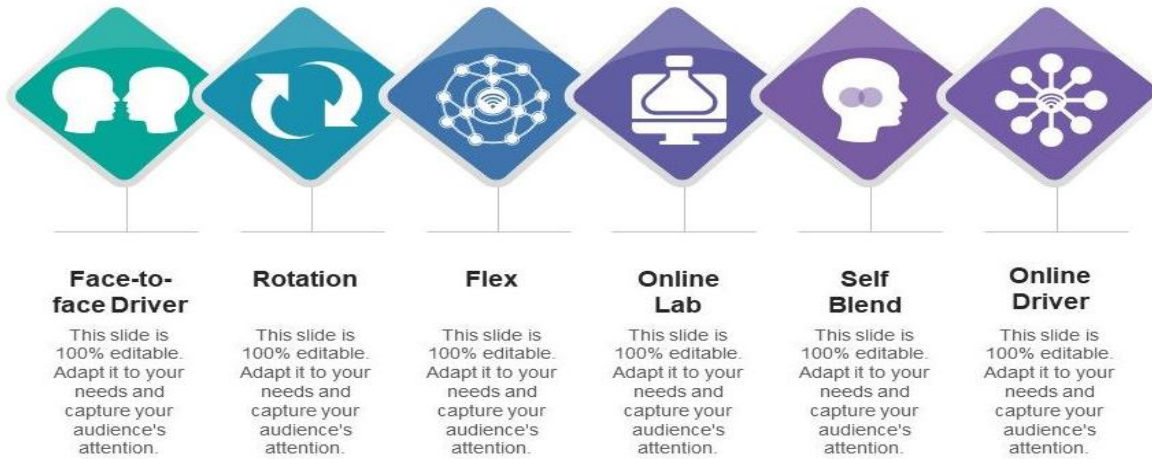 Face-to-
face Driver
This slide is
100% editable.
Adapt it to your
needs and
capture your
audience's
attention.
Rotation
This slide is
100% editable.
Adapt it to your
needs and
capture your
audience's
attention.
Flex
This slide is
100% editable.
Adapt it to your
needs and
capture your
audience's
attention.
Online
Lab
This slide is
100% editable.
Adapt it to your
needs and
capture your
audience's
attention.
Self
Blend
This slide is
100% editable.
Adapt it to your
needs and
capture your
audience's
attention.
Online
Driver
This slide is
100% editable.
Adapt it to your
needs and
capture your
audience's
attention.